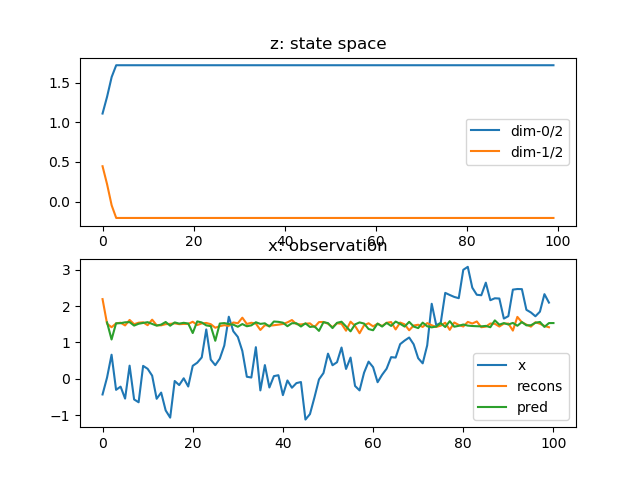 z: state space
1.5
1.0
0.5
0.0
dim-0/2
dim-1/2
0 20 40 60 80 100
x: observation
3
2
1
0
−1
x
recons
pred
0 20 40 60 80 100